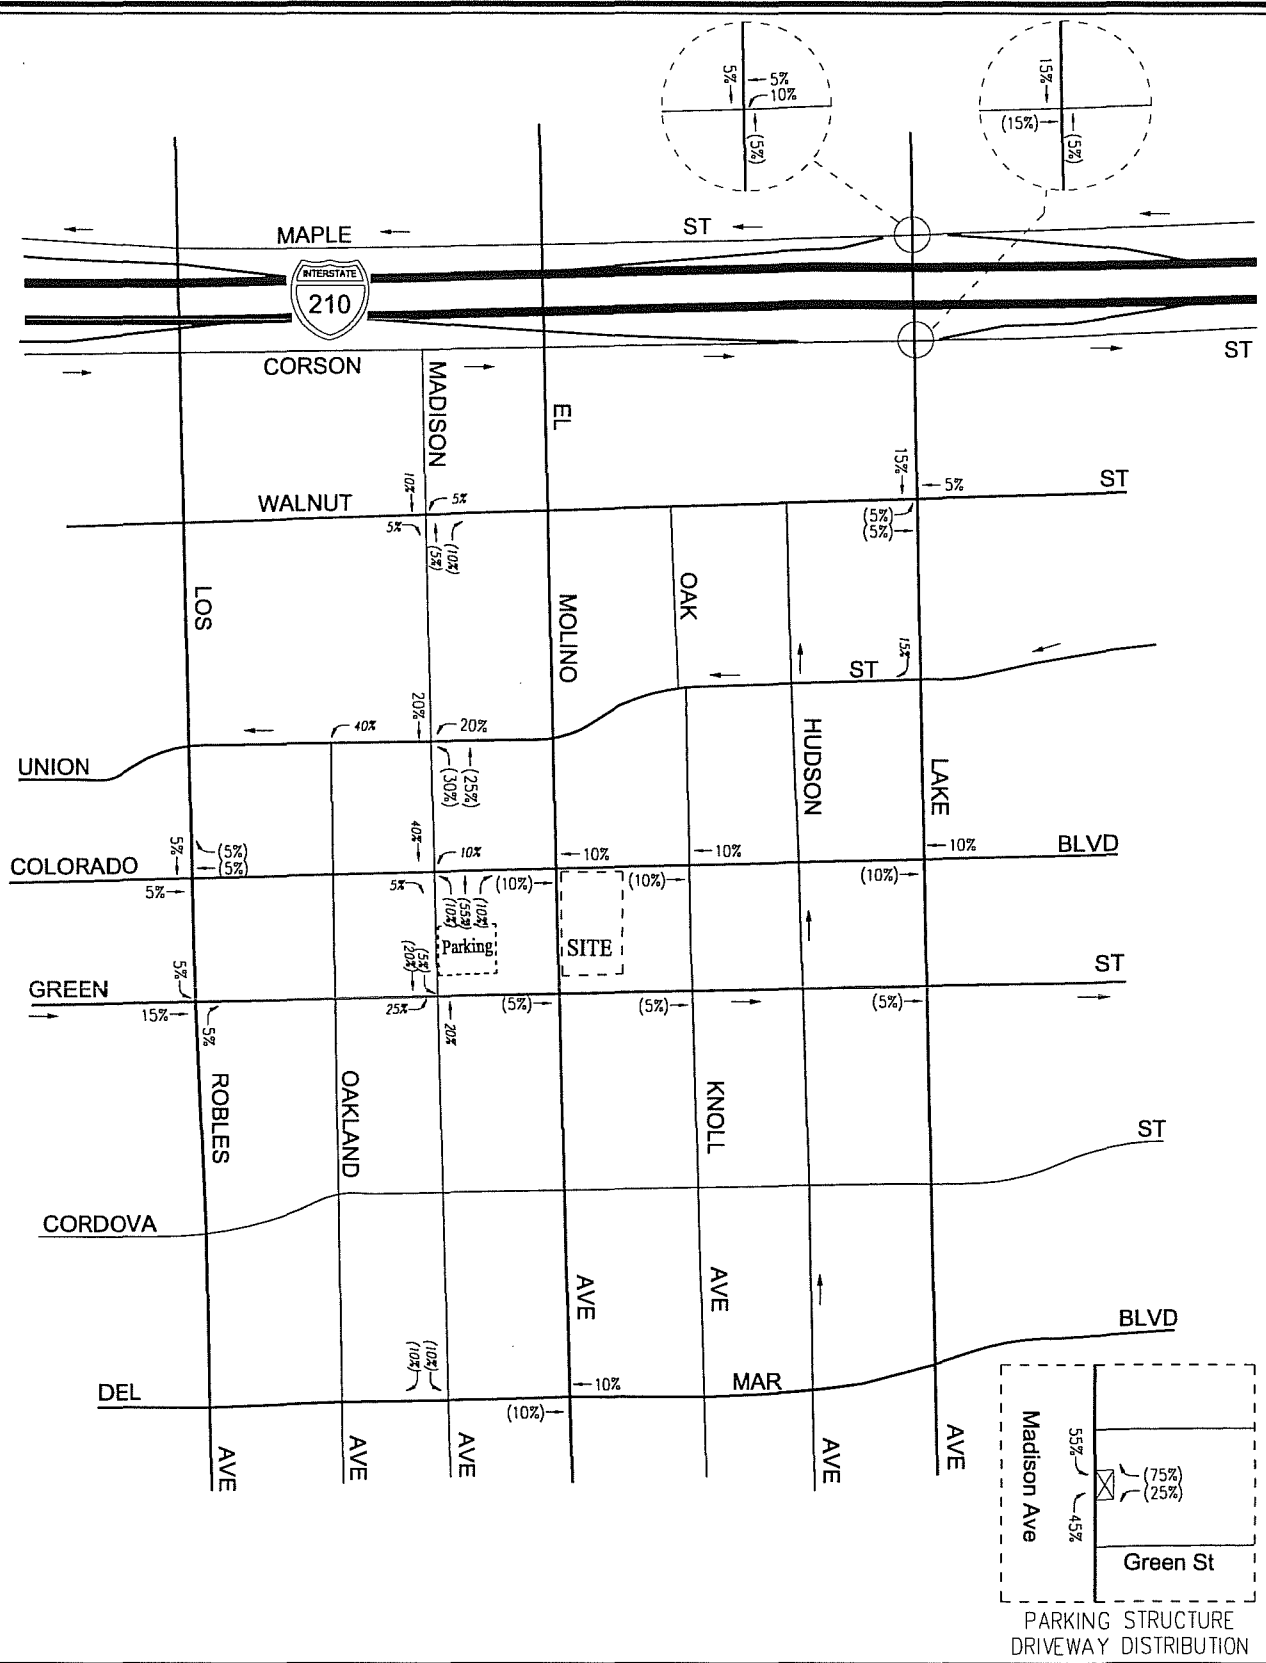 5%
5%
10%
(5%)
15%
(15%)
(5%)
MAPLE
ST
INTERSTATE
210
CORSON
ST
MADISON
EL
10%
5%
WALNUT
5%
(5%)
(10%)
15%
5%
ST
(5%)
(5%)
LOS
MOLINO
OAK
15%
ST
HUDSON
LAKE
20%
40%
20%
UNION
(30%)
(25%)
5%
(5%)
(5%)
40%
10%
10%
10%
10%
BLVD
COLORADO
5%
5%
(10%)
(55%)
(10%)
(10%)
(10%)
(10%)
Parking
SITE
5%
(20%)
(5%)
GREEN
ST
15%
5%
25%
20%
(5%)
(5%)
(5%)
ROBLES
OAKLAND
KNOLL
ST
CORDOVA
AVE
AVE
BLVD
(10%)
(10%)
DEL
10%
MAR
(10%)
AVE
AVE
AVE
AVE
AVE
Madison Ave
55%
45%
(75%)
(25%)
Green St
PARKING STRUCTURE
DRIVEWAY DISTRIBUTION